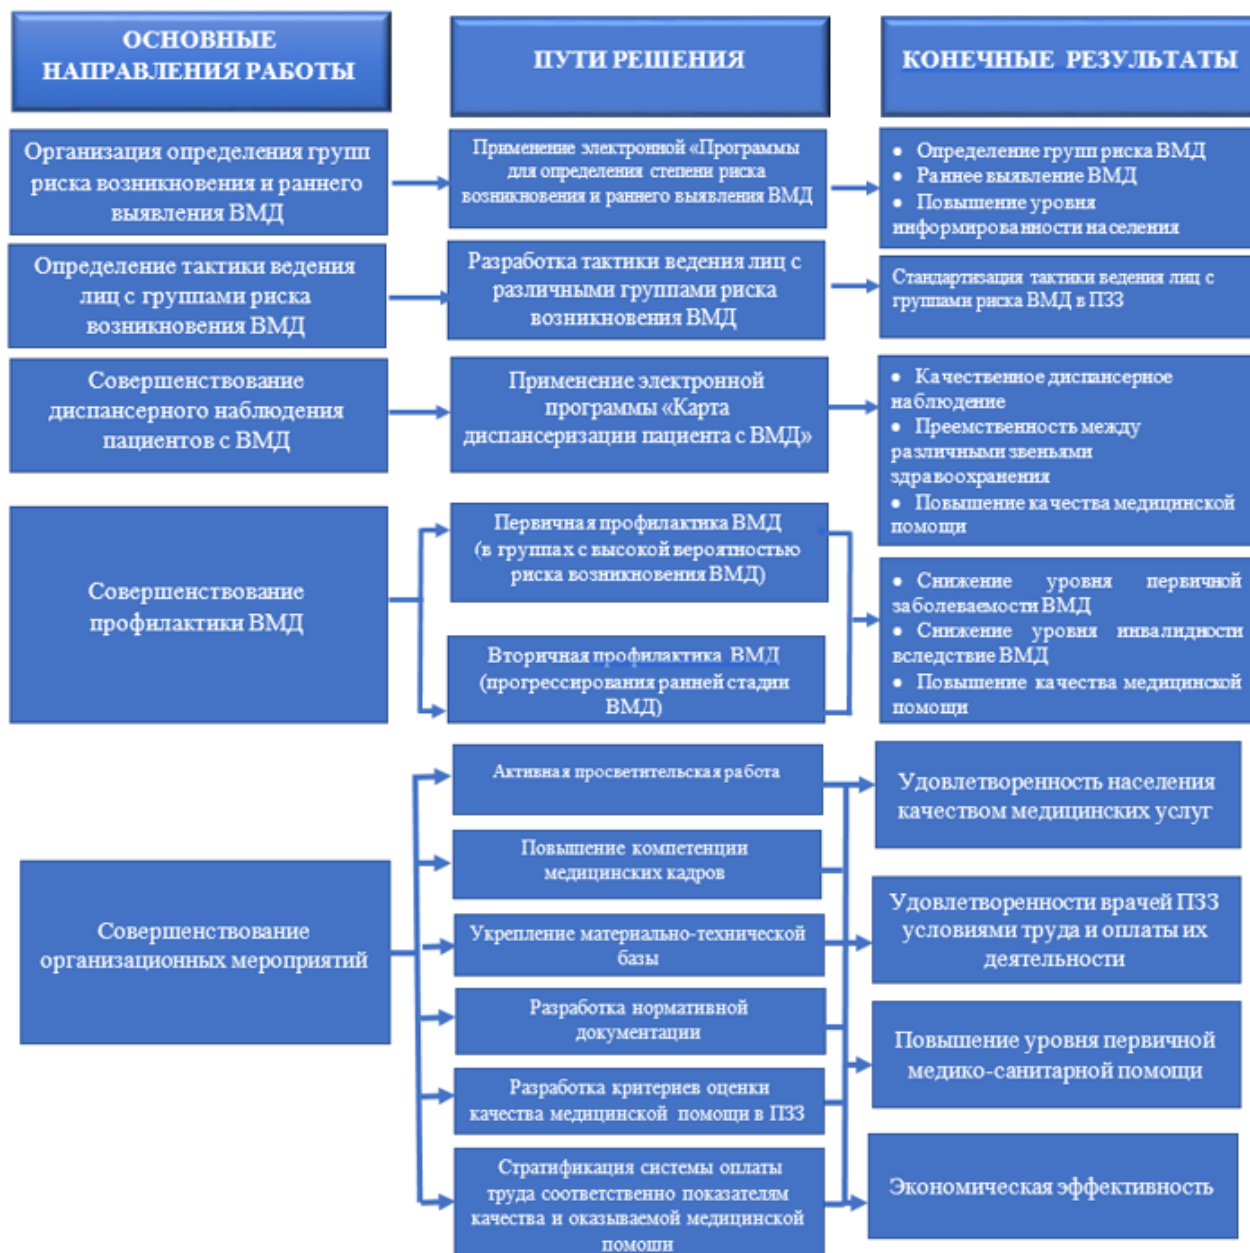 ОСНОВНЫЕ
НАПРАВЛЕНИЯ РАБОТЫ
ПУТИ РЕШЕНИЯ
КОНЕЧНЫЕ РЕЗУЛЬТАТЫ
Организация определения групп
риска возникновения и раннего
выявления ВМД
Применение электронной «Программы
для определения степени риска
возникновения и раннего выявления ВМД
• Определение групп риска ВМД
• Раннее выявление ВМД
• Повышение уровня
информированности населения
Определение тактики ведения
лиц с группами риска
возникновения ВМД
Разработка тактики ведения лиц с
различными группами риска
возникновения ВМД
Стандартизация тактики ведения лиц с
группами риска ВМД в ПЗЗ
Совершенствование
диспансерного наблюдения
пациентов с ВМД
Применение электронной
программы «Карта
диспансеризации пациента с ВМД»
• Качественное диспансерное
наблюдение
• Преемственность между
различными звеньями
здравоохранения
• Повышение качества медицинской
помощи
Совершенствование
профилактики ВМД
Первичная профилактика ВМД
(в группах с высокой вероятностью
риска возникновения ВМД)
Вторичная профилактика ВМД
(прогрессирования ранней стадии
ВМД)
• Снижение уровня первичной
заболеваемости ВМД
• Снижение уровня инвалидности
вследствие ВМД
• Повышение качества медицинской
помощи
Совершенствование
организационных мероприятий
Активная просветительская работа
Повышение компетенции
медицинских кадров
Укрепление материально-технической
базы
Разработка нормативной
документации
Разработка критериев оценки
качества медицинской помощи в ПЗЗ
Стратификация системы оплаты
труда соответственно показателям
качества и оказываемой медицинской
помощи
Удовлетворенность населения
качеством медицинских услуг
Удовлетворенности врачей ПЗЗ
условиями труда и оплаты их
деятельности
Повышение уровня первичной
медико-санитарной помощи
Экономическая эффективность